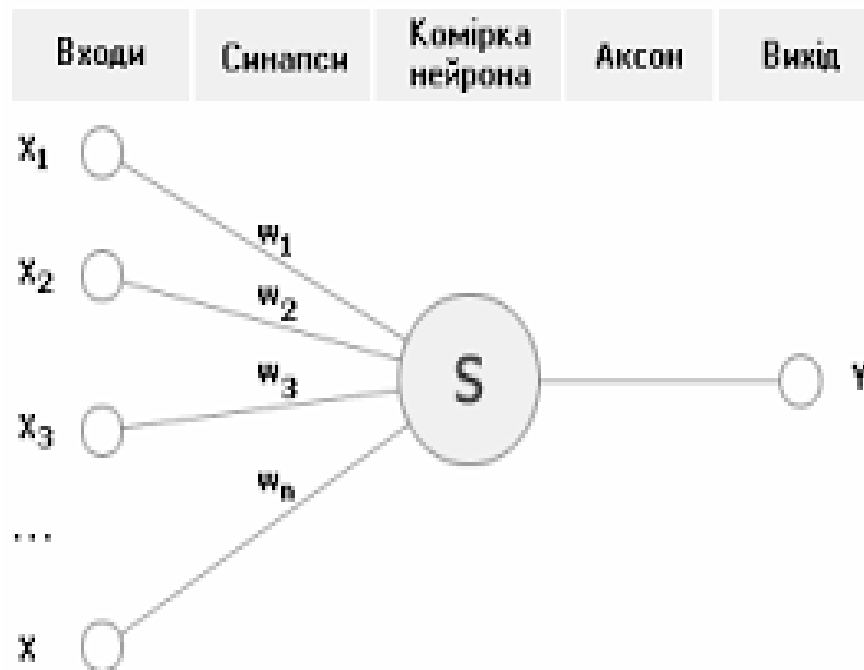 Входи
Синапси
Комірка
нейрона
Аксон
Вихід
x₁
w₁
x₂
w₂
S
Y
w₃
x₃
wₙ
...
x